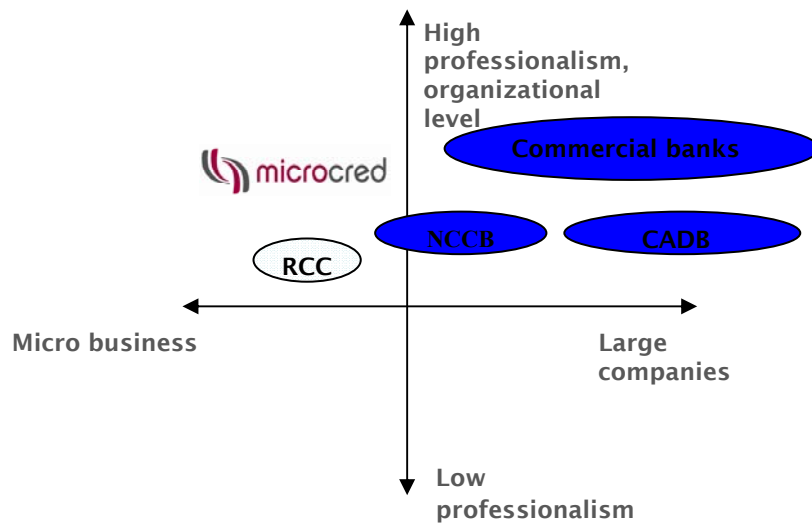 High
professionalism,
organizational
level
Commercial banks
microcred
NCCB
CADB
RCC
Micro business
Large
companies
Low
professionalism